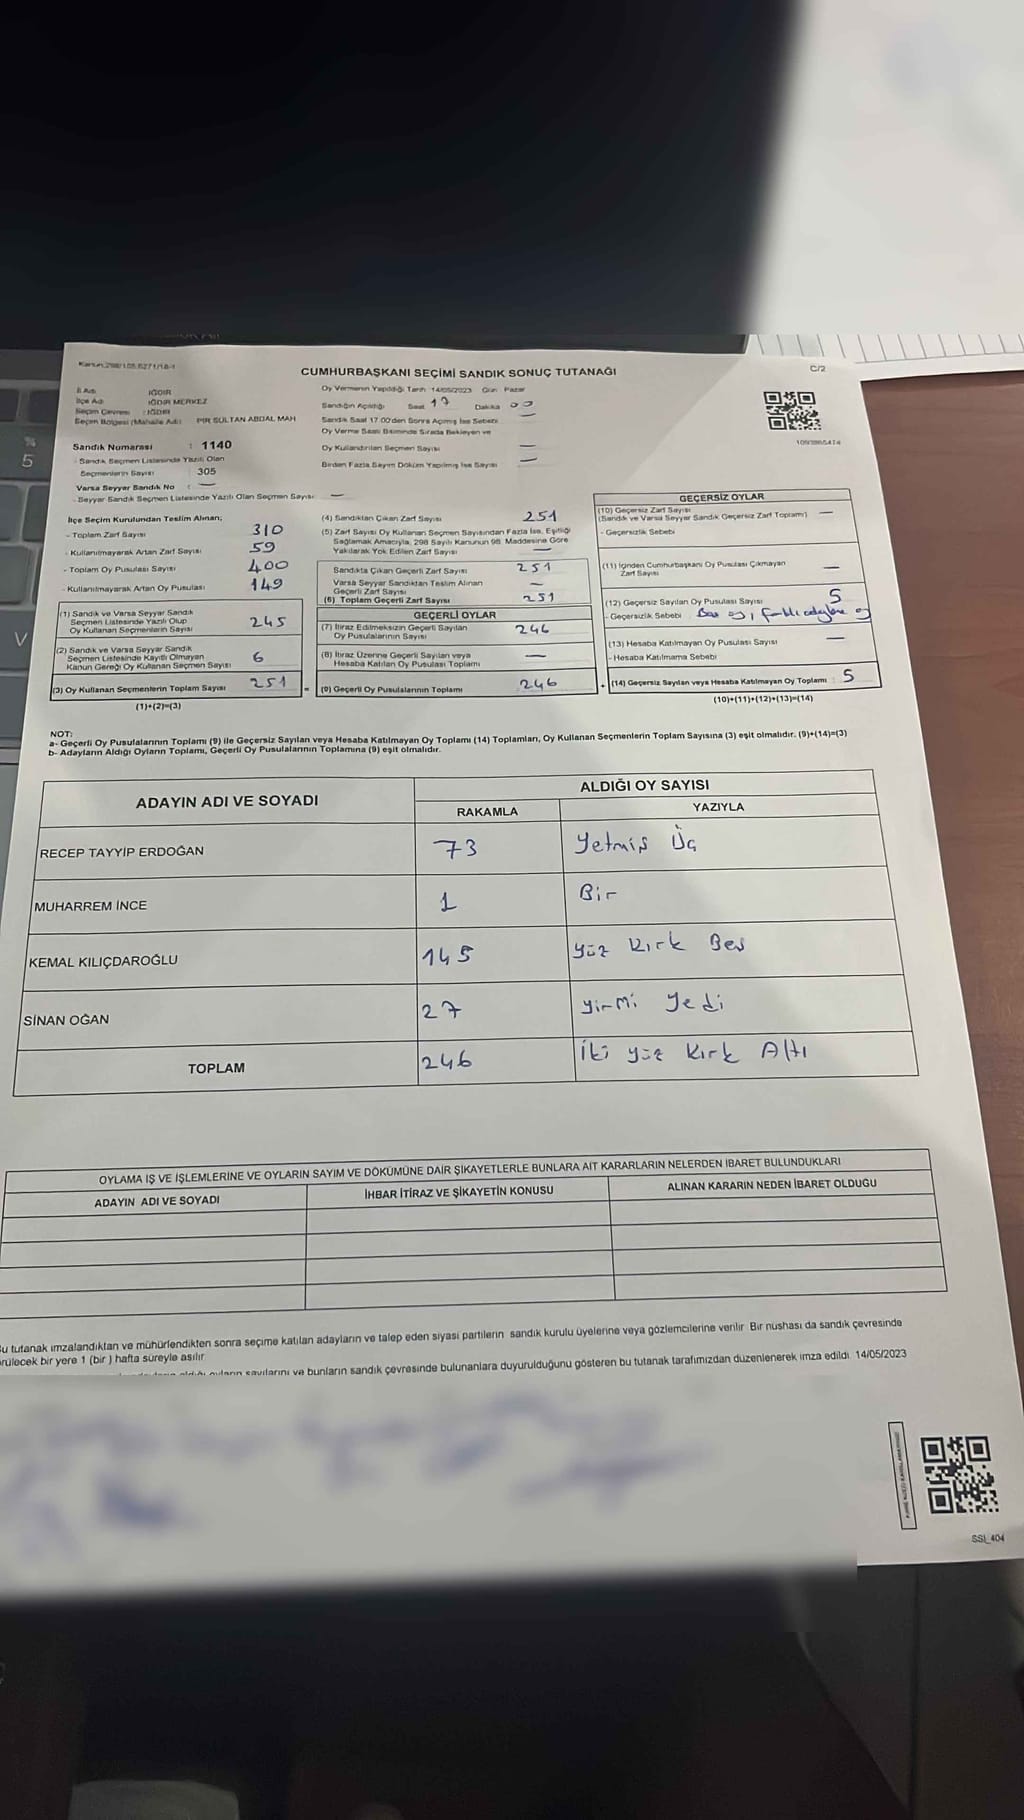 Kanun:298/105,6271/18-1
C/2
CUMHURBAŞKANI SEÇİMİ SANDIK SONUÇ TUTANAĞI
İl Adı IĞDIR
İlçe Adı IĞDIR MERKEZ
Seçim Çevresi : IĞDIR
Seçim Bölgesi (Mahalle Adı) PIR SULTAN ABDAL MAH
Sandık Numarası : 1140
- Sandık Seçmen Listesinde Yazılı Olan
Seçmenlerin Sayısı 305
Varsa Seyyar Sandık No : —
- Seyyar Sandık Seçmen Listesinde Yazılı Olan Seçmen Sayısı —
Oy Vermenin Yapıldığı Tarih 14/05/2023 Gün Pazar
Sandığın Açıldığı Saat 17 Dakika 00
Sandık Saat 17.00'den Sonra Açılmış İse Sebebi —
Oy Verme Saati Bitiminde Sırada Bekleyen ve
Oy Kullandırılan Seçmen Sayısı —
Birden Fazla Sayım Döküm Yapılmış İse Sayısı —
İlçe Seçim Kurulundan Teslim Alınan;
- Toplam Zarf Sayısı 310
- Kullanılmayarak Artan Zarf Sayısı 59
- Toplam Oy Pusulası Sayısı 400
- Kullanılmayarak Artan Oy Pusulası 149
(1) Sandık ve Varsa Seyyar Sandık
Seçmen Listesinde Yazılı Olup
Oy Kullanan Seçmenlerin Sayısı 245
(2) Sandık ve Varsa Seyyar Sandık
Seçmen Listesinde Kayıtlı Olmayan
Kanun Gereği Oy Kullanan Seçmen Sayısı 6
(3) Oy Kullanan Seçmenlerin Toplam Sayısı 251
(1)+(2)=(3)
(4) Sandıktan Çıkan Zarf Sayısı 251
(5) Zarf Sayısı Oy Kullanan Seçmen Sayısından Fazla İse, Eşitliği
Sağlamak Amacıyla, 298 Sayılı Kanunun 98. Maddesine Göre
Yakılarak Yok Edilen Zarf Sayısı —
Sandıkta Çıkan Geçerli Zarf Sayısı 251
Varsa Seyyar Sandıktan Teslim Alınan
Geçerli Zarf Sayısı —
(6) Toplam Geçerli Zarf Sayısı 251
GEÇERLİ OYLAR
(7) İtiraz Edilmeksizin Geçerli Sayılan
Oy Pusulalarının Sayısı 246
(8) İtiraz Üzerine Geçerli Sayılan veya
Hesaba Katılan Oy Pusulası Toplamı —
= (9) Geçerli Oy Pusulalarının Toplamı 246
GEÇERSİZ OYLAR
(10) Geçersiz Zarf Sayısı
(Sandık ve Varsa Seyyar Sandık Geçersiz Zarf Toplamı) —
- Geçersizlik Sebebi
(11) İçinden Cumhurbaşkanı Oy Pusulası Çıkmayan
Zarf Sayısı —
(12) Geçersiz Sayılan Oy Pusulası Sayısı 5
- Geçersizlik Sebebi Boş oy, farklı adaylara oy
(13) Hesaba Katılmayan Oy Pusulası Sayısı —
- Hesaba Katılmama Sebebi
+ (14) Geçersiz Sayılan veya Hesaba Katılmayan Oy Toplamı : 5
(10)+(11)+(12)+(13)=(14)
NOT:
a- Geçerli Oy Pusulalarının Toplamı (9) ile Geçersiz Sayılan veya Hesaba Katılmayan Oy Toplamı (14) Toplamları, Oy Kullanan Seçmenlerin Toplam Sayısına (3) eşit olmalıdır. (9)+(14)=(3)
b- Adayların Aldığı Oyların Toplamı, Geçerli Oy Pusulalarının Toplamına (9) eşit olmalıdır.
ADAYIN ADI VE SOYADI
ALDIĞI OY SAYISI
RAKAMLA YAZIYLA
RECEP TAYYİP ERDOĞAN 73 Yetmiş Üç
MUHARREM İNCE 1 Bir
KEMAL KILIÇDAROĞLU 145 Yüz Kırk Beş
SİNAN OĞAN 27 Yirmi Yedi
TOPLAM 246 İki yüz Kırk Altı
OYLAMA İŞ VE İŞLEMLERİNE VE OYLARIN SAYIM VE DÖKÜMÜNE DAİR ŞİKAYETLERLE BUNLARA AİT KARARLARIN NELERDEN İBARET BULUNDUKLARI
ADAYIN ADI VE SOYADI İHBAR İTİRAZ VE ŞİKAYETİN KONUSU ALINAN KARARIN NEDEN İBARET OLDUĞU
Bu tutanak imzalandıktan ve mühürlendikten sonra seçime katılan adayların ve talep eden siyasi partilerin sandık kurulu üyelerine veya gözlemcilerine verilir. Bir nüshası da sandık çevresinde
rülecek bir yere 1 (bir ) hafta süreyle asılır.
oyların sayılarını ve bunların sandık çevresinde bulunanlara duyurulduğunu gösteren bu tutanak tarafımızdan düzenlenerek imza edildi. 14/05/2023
SSI_404
%
5
V